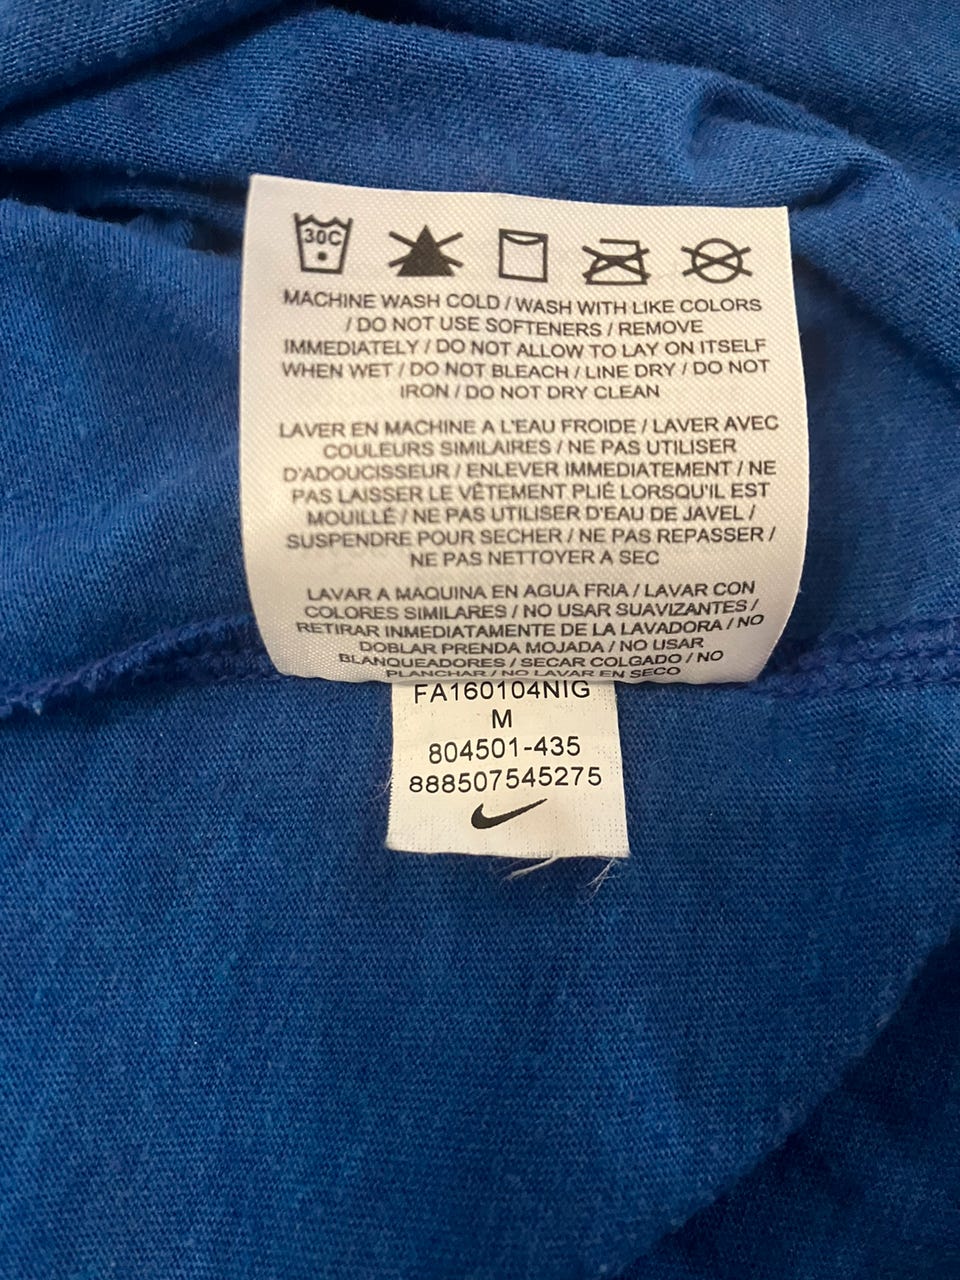 30C
MACHINE WASH COLD / WASH WITH LIKE COLORS
/ DO NOT USE SOFTENERS / REMOVE
IMMEDIATELY / DO NOT ALLOW TO LAY ON ITSELF
WHEN WET / DO NOT BLEACH / LINE DRY / DO NOT
IRON / DO NOT DRY CLEAN
LAVER EN MACHINE A L'EAU FROIDE / LAVER AVEC
COULEURS SIMILAIRES / NE PAS UTILISER
D'ADOUCISSEUR / ENLEVER IMMEDIATEMENT / NE
PAS LAISSER LE VÊTEMENT PLIÉ LORSQU'IL EST
MOUILLÉ / NE PAS UTILISER D'EAU DE JAVEL /
SUSPENDRE POUR SECHER / NE PAS REPASSER /
NE PAS NETTOYER A SEC
LAVAR A MAQUINA EN AGUA FRIA / LAVAR CON
COLORES SIMILARES / NO USAR SUAVIZANTES /
RETIRAR INMEDIATAMENTE DE LA LAVADORA / NO
DOBLAR PRENDA MOJADA / NO USAR
BLANQUEADORES / SECAR COLGADO / NO
PLANCHAR / NO LAVAR EN SECO
FA160104NIG
M
804501-435
888507545275